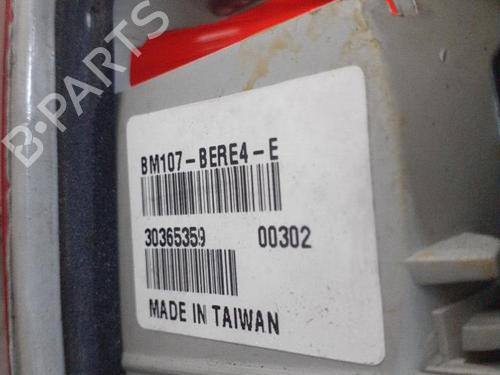 B-PARTS
BM107-BERE4-E
30365359 00302
MADE IN TAIWAN